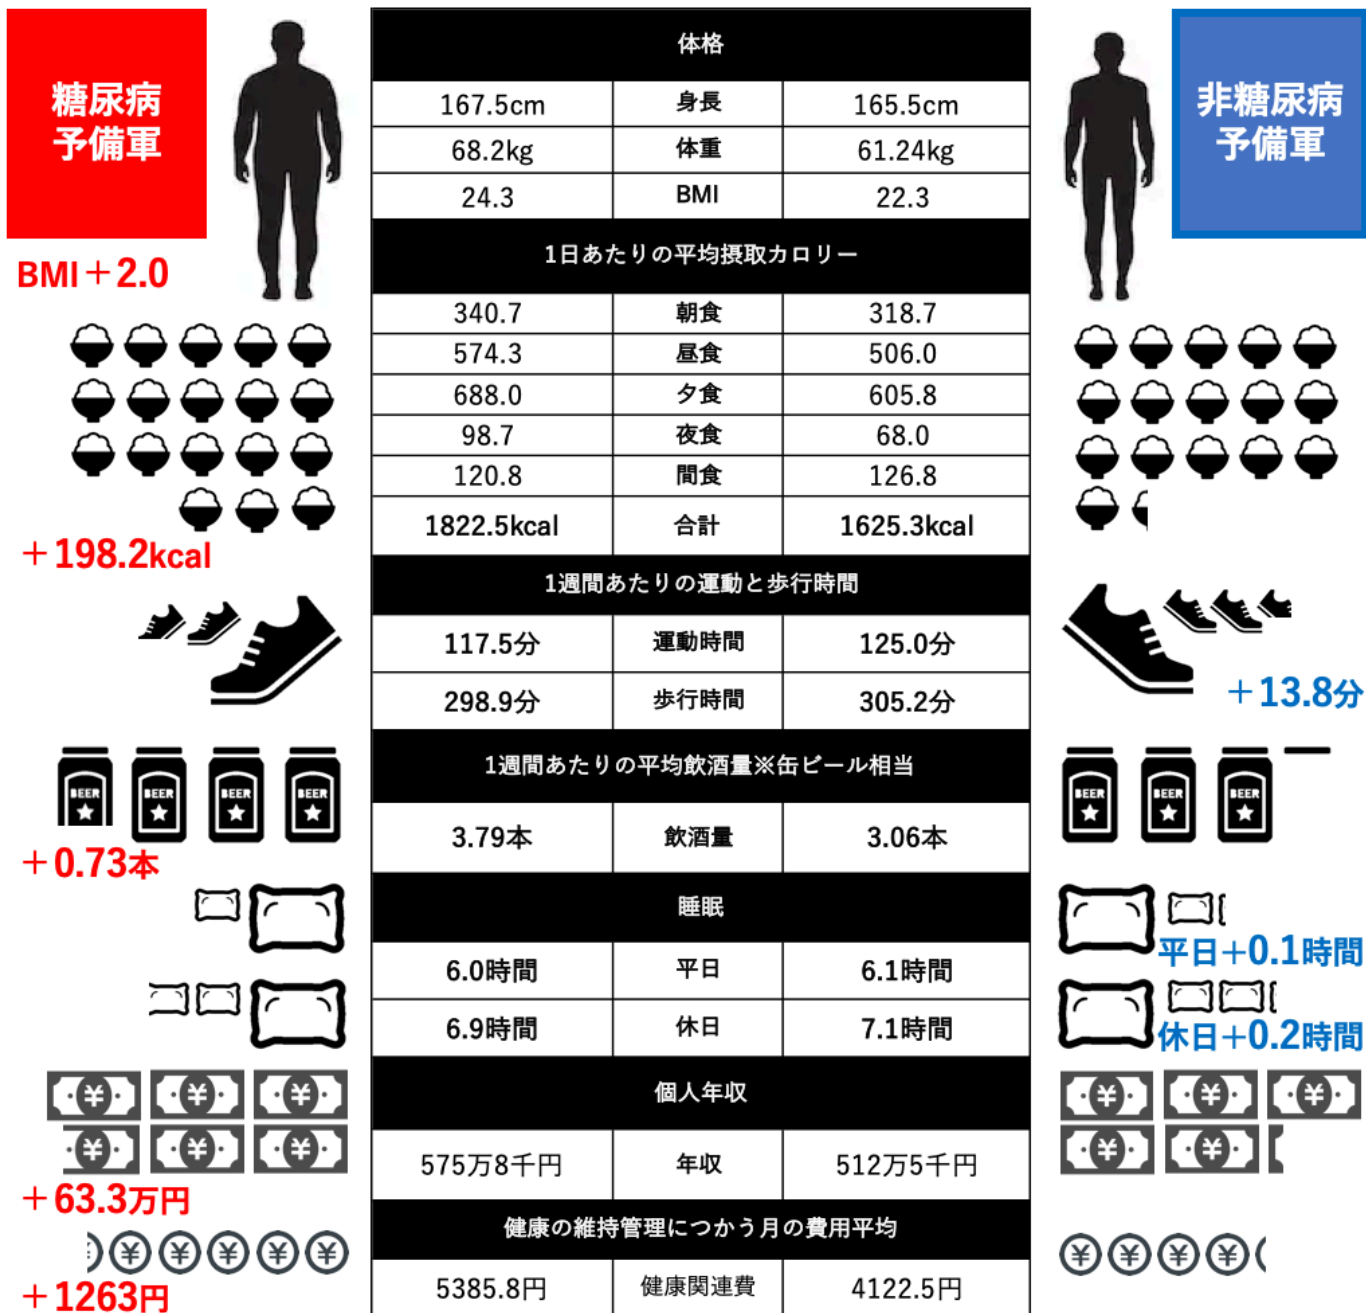 糖尿病
予備軍
非糖尿病
予備軍
体格
167.5cm 身長 165.5cm
68.2kg 体重 61.24kg
24.3 BMI 22.3
BMI＋2.0
1日あたりの平均摂取カロリー
340.7 朝食 318.7
574.3 昼食 506.0
688.0 夕食 605.8
98.7 夜食 68.0
120.8 間食 126.8
1822.5kcal 合計 1625.3kcal
＋198.2kcal
1週間あたりの運動と歩行時間
117.5分 運動時間 125.0分
298.9分 歩行時間 305.2分
＋13.8分
1週間あたりの平均飲酒量※缶ビール相当
BEER BEER BEER BEER
BEER BEER BEER
3.79本 飲酒量 3.06本
＋0.73本
睡眠
6.0時間 平日 6.1時間
平日＋0.1時間
6.9時間 休日 7.1時間
休日＋0.2時間
個人年収
¥ ¥ ¥
¥ ¥ ¥
¥ ¥ ¥
¥ ¥
575万8千円 年収 512万5千円
＋63.3万円
健康の維持管理につかう月の費用平均
¥ ¥ ¥ ¥ ¥
¥ ¥ ¥ ¥
5385.8円 健康関連費 4122.5円
＋1263円